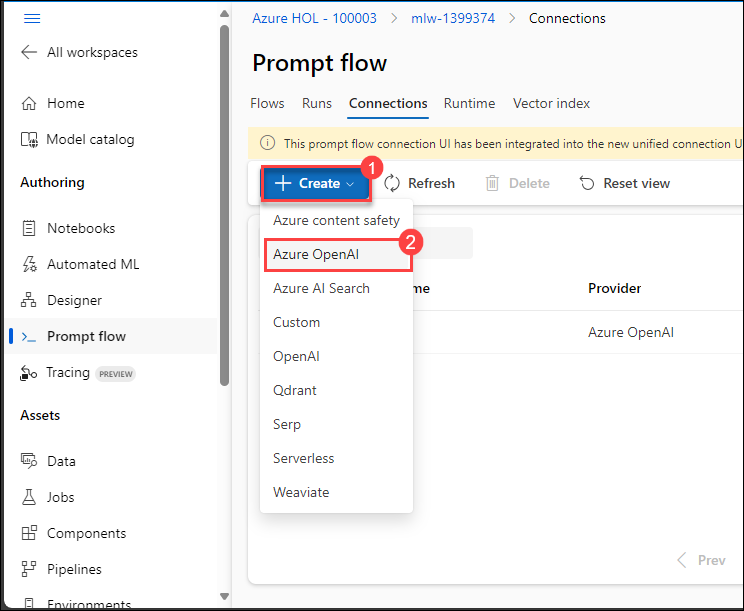 Azure HOL - 100003 > mlw-1399374 > Connections
All workspaces
Home
Model catalog
Authoring
Notebooks
Automated ML
Designer
Prompt flow
Tracing PREVIEW
Assets
Data
Jobs
Components
Pipelines
Environments
Prompt flow
Flows Runs Connections Runtime Vector index
This prompt flow connection UI has been integrated into the new unified connection U
1
Create Refresh Delete Reset view
Azure content safety
2
Azure OpenAI
Azure AI Search
Custom
OpenAI
Qdrant
Serp
Serverless
Weaviate
me Provider
Azure OpenAI
Prev